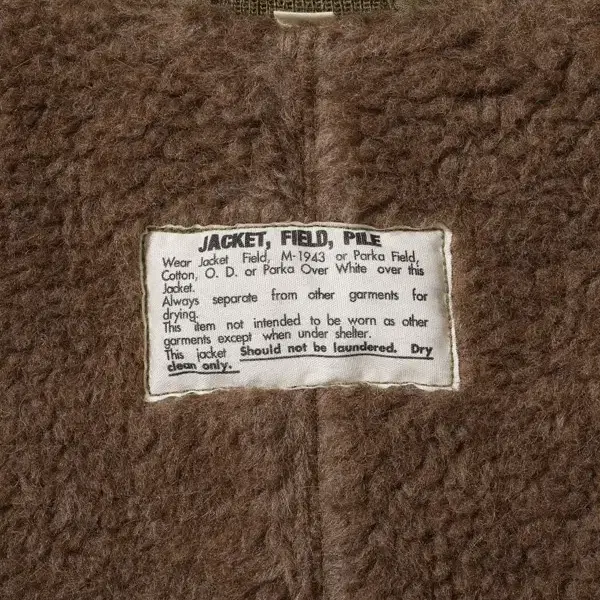 JACKET, FIELD, PILE
Wear Jacket Field, M-1943 or Parka Field,
Cotton, O. D. or Parka Over White over this
Jacket.
Always separate from other garments for
drying.
This item not intended to be worn as other
garments except when under shelter.
This jacket Should not be laundered. Dry
clean only.